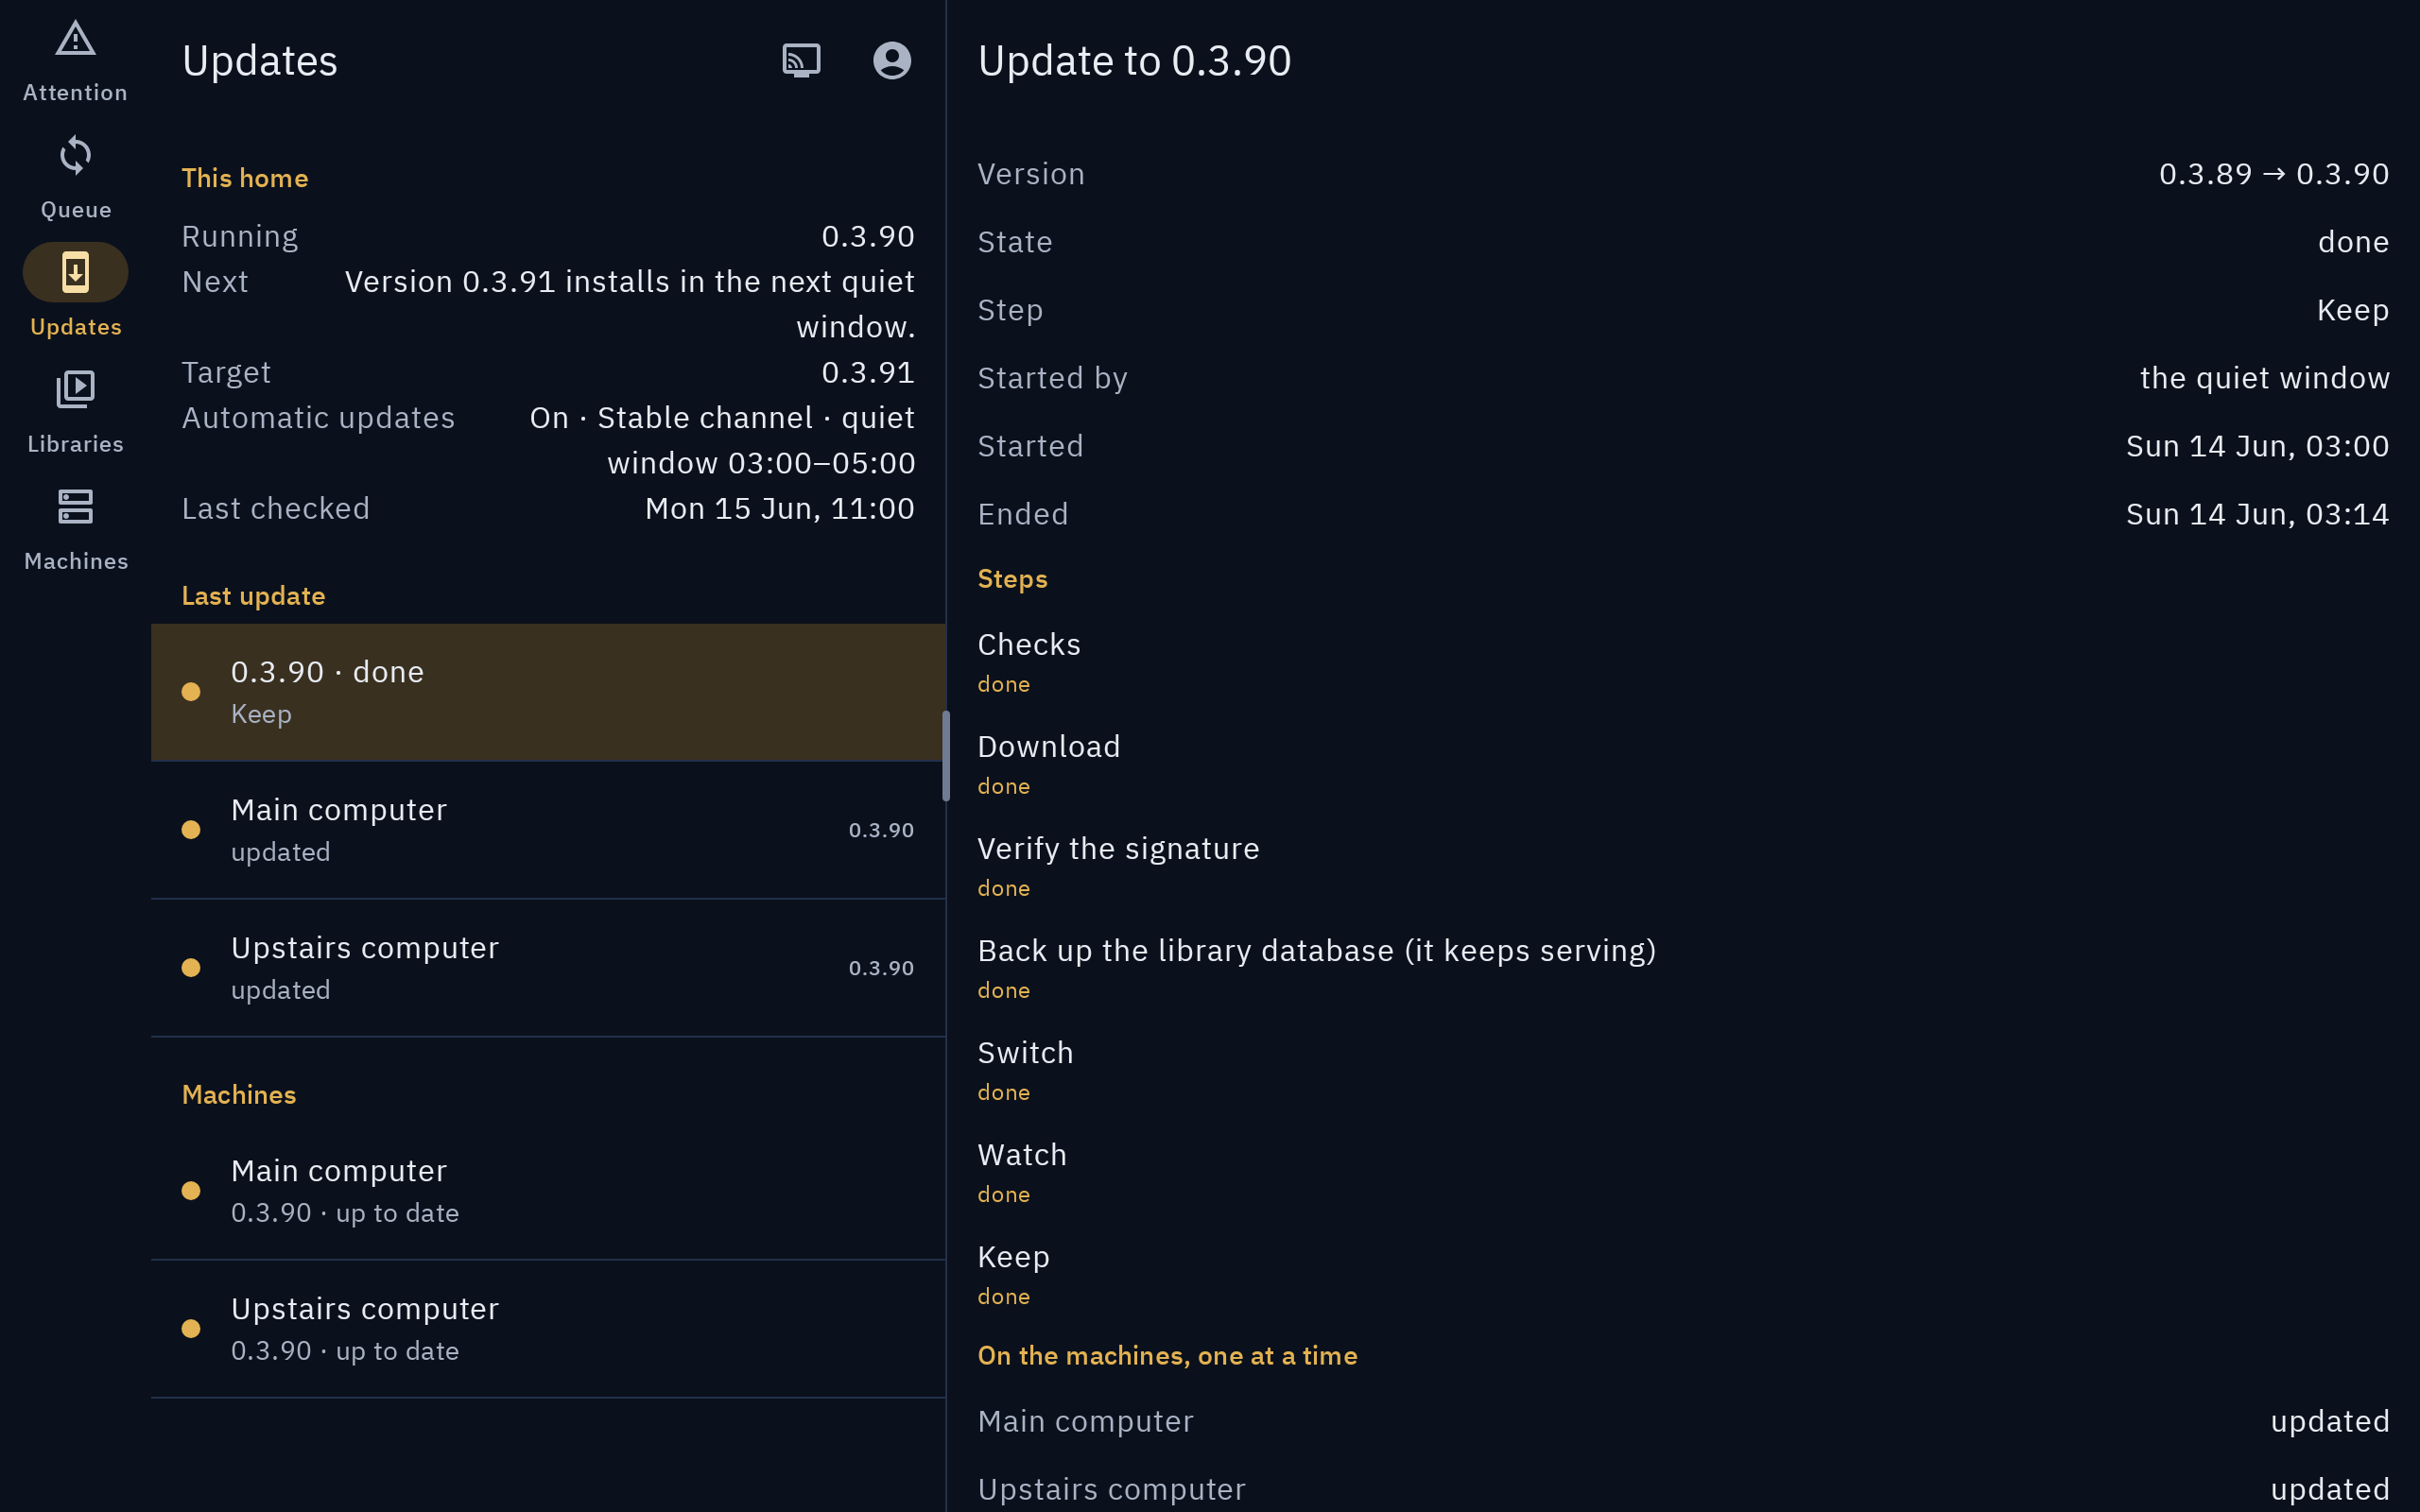 Attention
Queue
Updates
Libraries
Machines
Updates
This home
Running 0.3.90
Next Version 0.3.91 installs in the next quiet
window.
Target 0.3.91
Automatic updates On · Stable channel · quiet
window 03:00–05:00
Last checked Mon 15 Jun, 11:00
Last update
0.3.90 · done
Keep
Main computer
updated
0.3.90
Upstairs computer
updated
0.3.90
Machines
Main computer
0.3.90 · up to date
Upstairs computer
0.3.90 · up to date
Update to 0.3.90
Version 0.3.89 → 0.3.90
State done
Step Keep
Started by the quiet window
Started Sun 14 Jun, 03:00
Ended Sun 14 Jun, 03:14
Steps
Checks
done
Download
done
Verify the signature
done
Back up the library database (it keeps serving)
done
Switch
done
Watch
done
Keep
done
On the machines, one at a time
Main computer updated
Upstairs computer updated